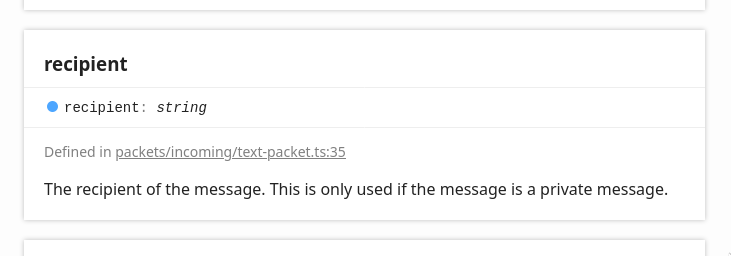 recipient
recipient: string
Defined in packets/incoming/text-packet.ts:35
The recipient of the message. This is only used if the message is a private message.